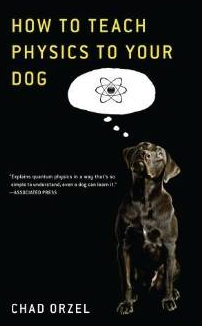 HOW TO TEACH
PHYSICS TO YOUR
DOG
"Explains quantum physics in a way that's so
simple to understand, even a dog can learn it."
—ASSOCIATED PRESS
CHAD ORZEL